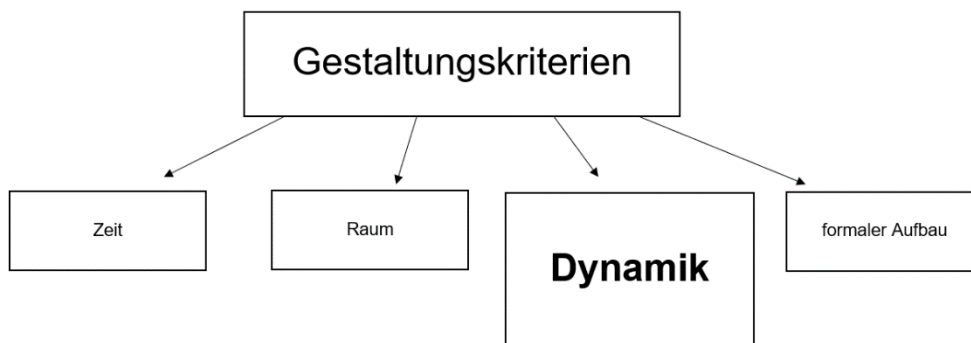 Gestaltungskriterien
Zeit
Raum
Dynamik
formaler Aufbau